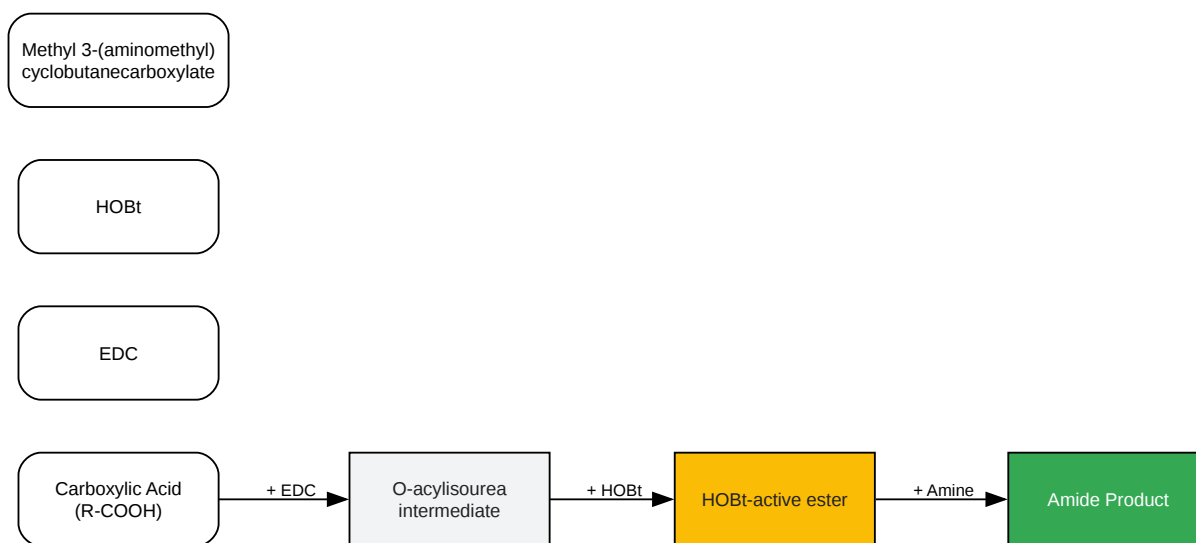 Methyl 3-(aminomethyl)
cyclobutanecarboxylate
HOBt
EDC
Carboxylic Acid
(R-COOH)
+ EDC
O-acylisourea
intermediate
+ HOBt
HOBt-active ester
+ Amine
Amide Product